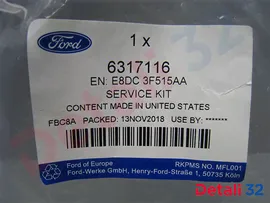 Ford
1 x
6317116
EN: E8DC 3F515AA
SERVICE KIT
CONTENT MADE IN UNITED STATES
FBC8A PACKED: 13NOV2018 USE BY: *******
Ford of Europe RKPMS NO. MFL001
Ford-Werke GmbH, Henry-Ford-Straße 1, 50735 Köln
Detali 32